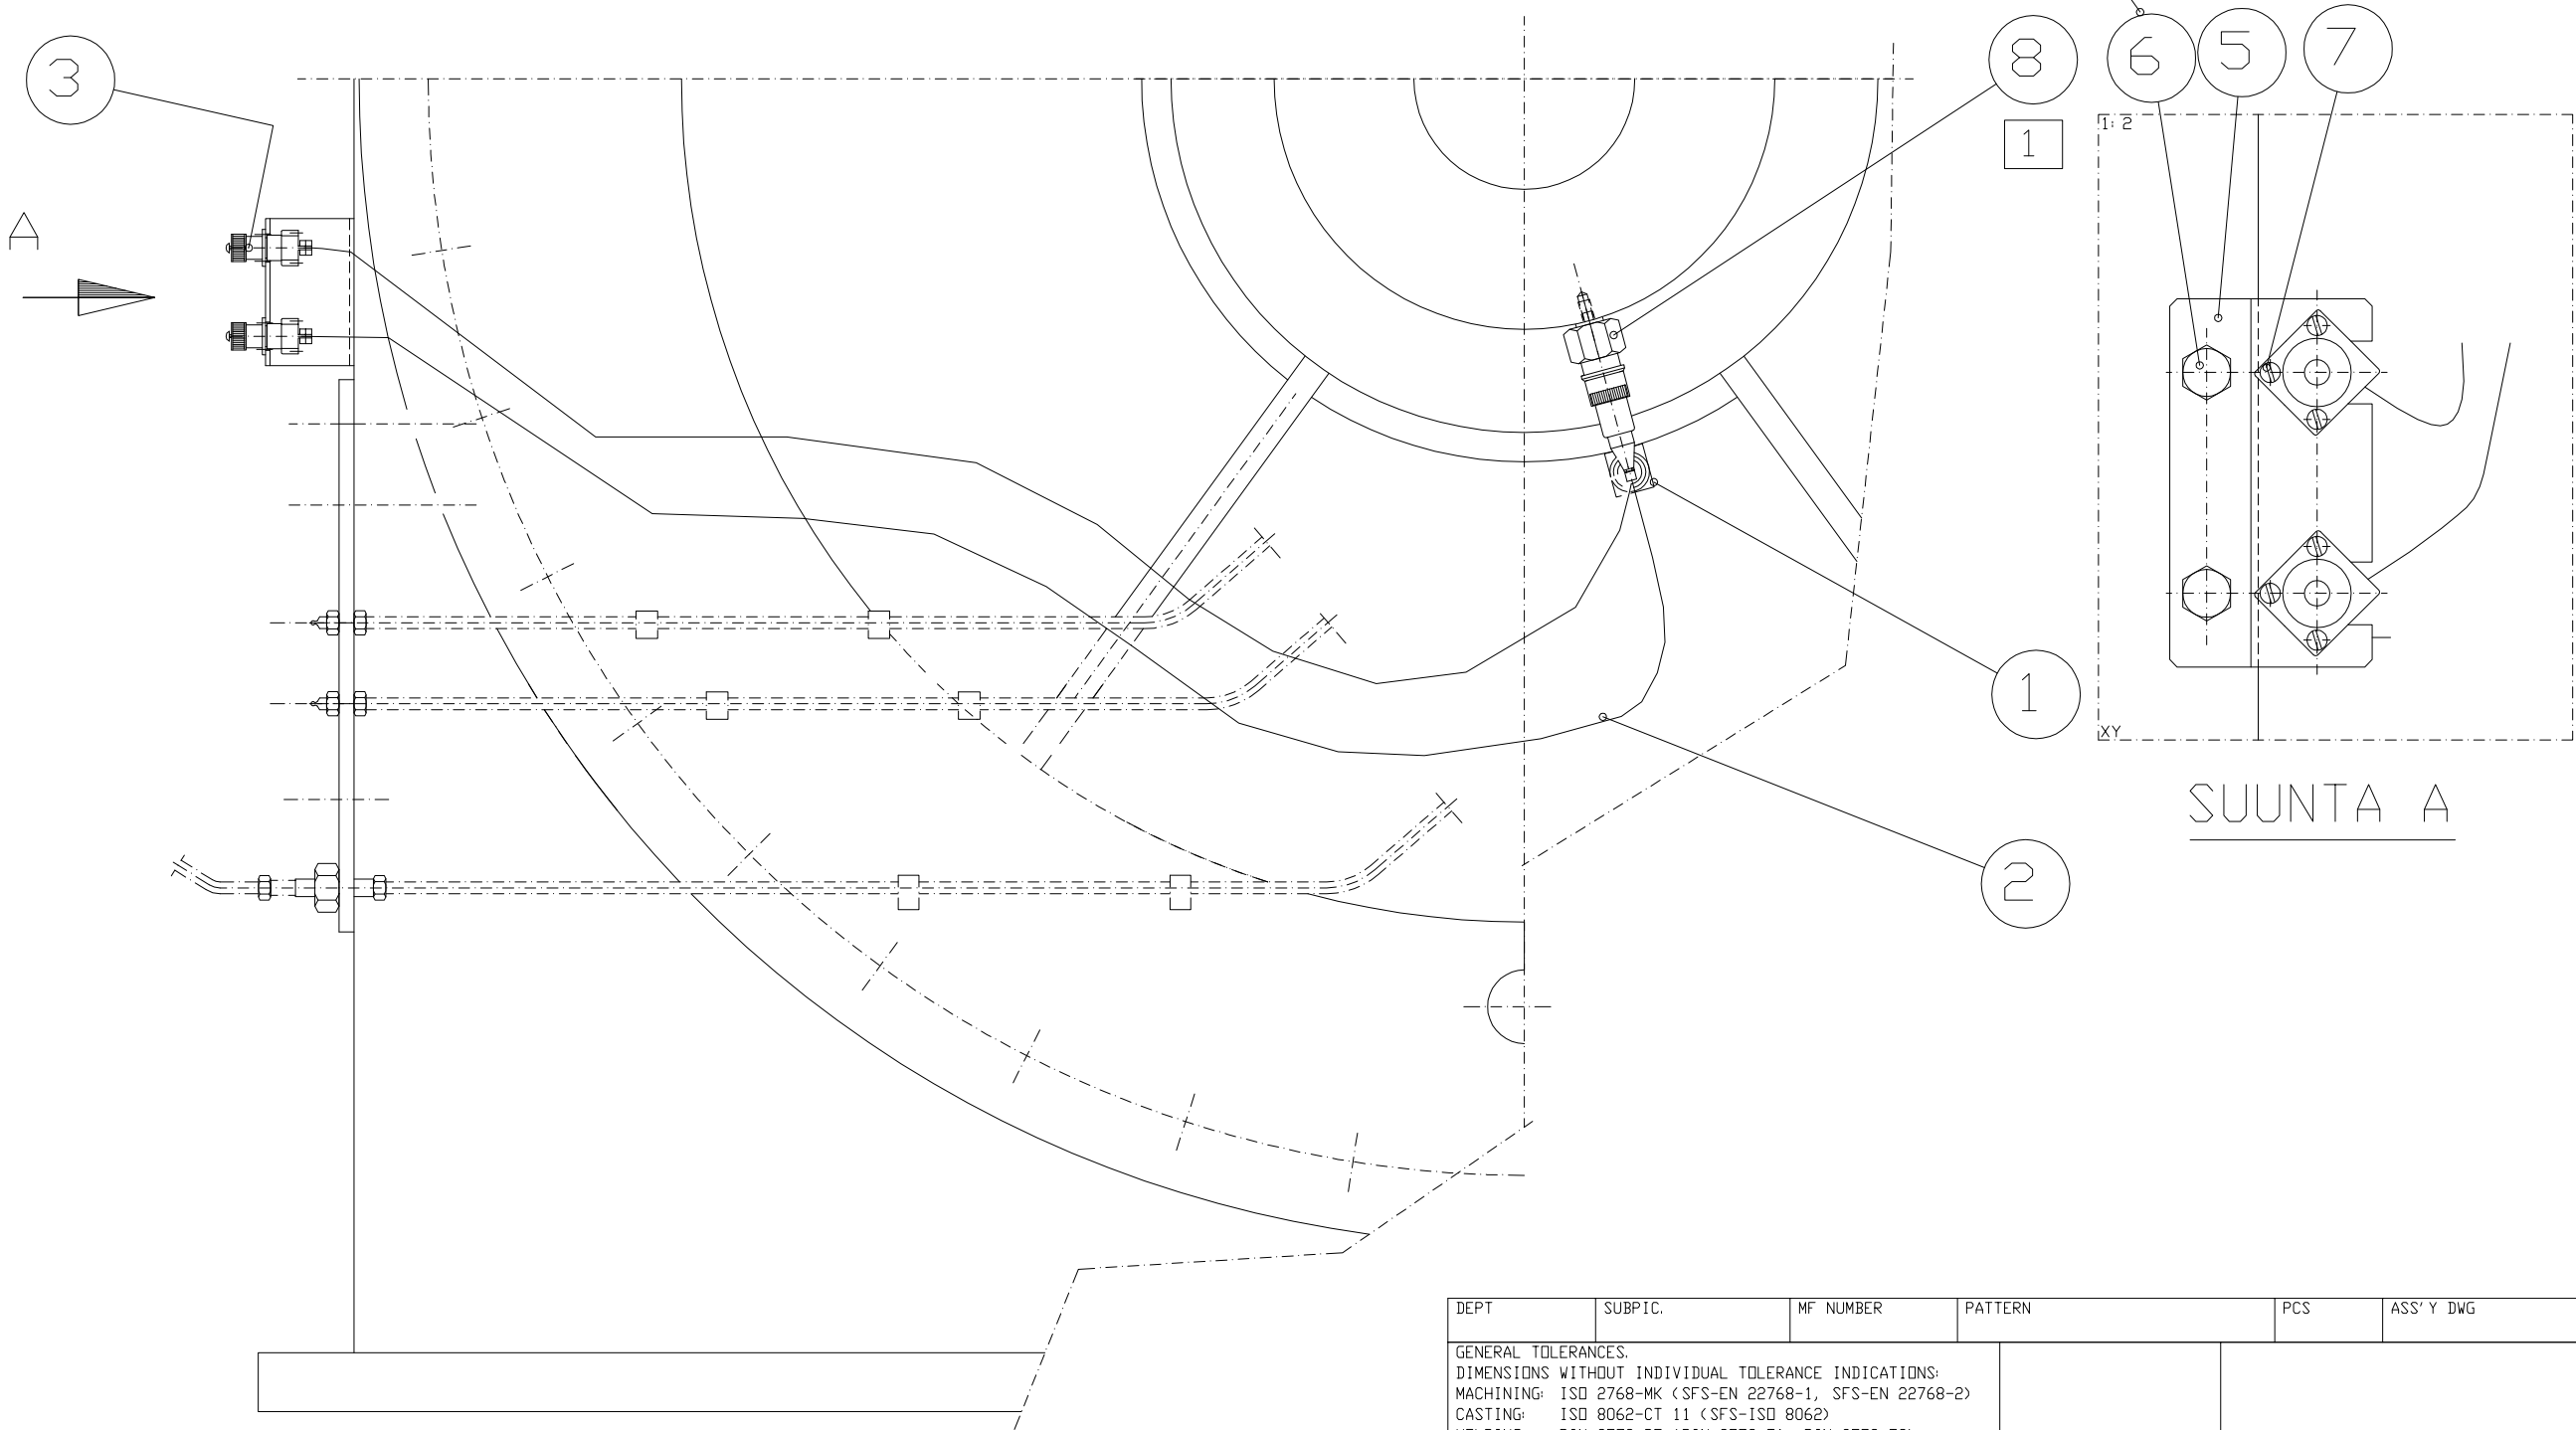 3
8
6
5
7
1
1: 2
A
XY
1
SUUNTA A
2
DEPT SUBPIC. MF NUMBER PATTERN PCS ASS'Y DWG
GENERAL TOLERANCES.
DIMENSIONS WITHOUT INDIVIDUAL TOLERANCE INDICATIONS:
MACHINING: ISO 2768-MK (SFS-EN 22768-1, SFS-EN 22768-2)
CASTING: ISO 8062-CT 11 (SFS-ISO 8062)